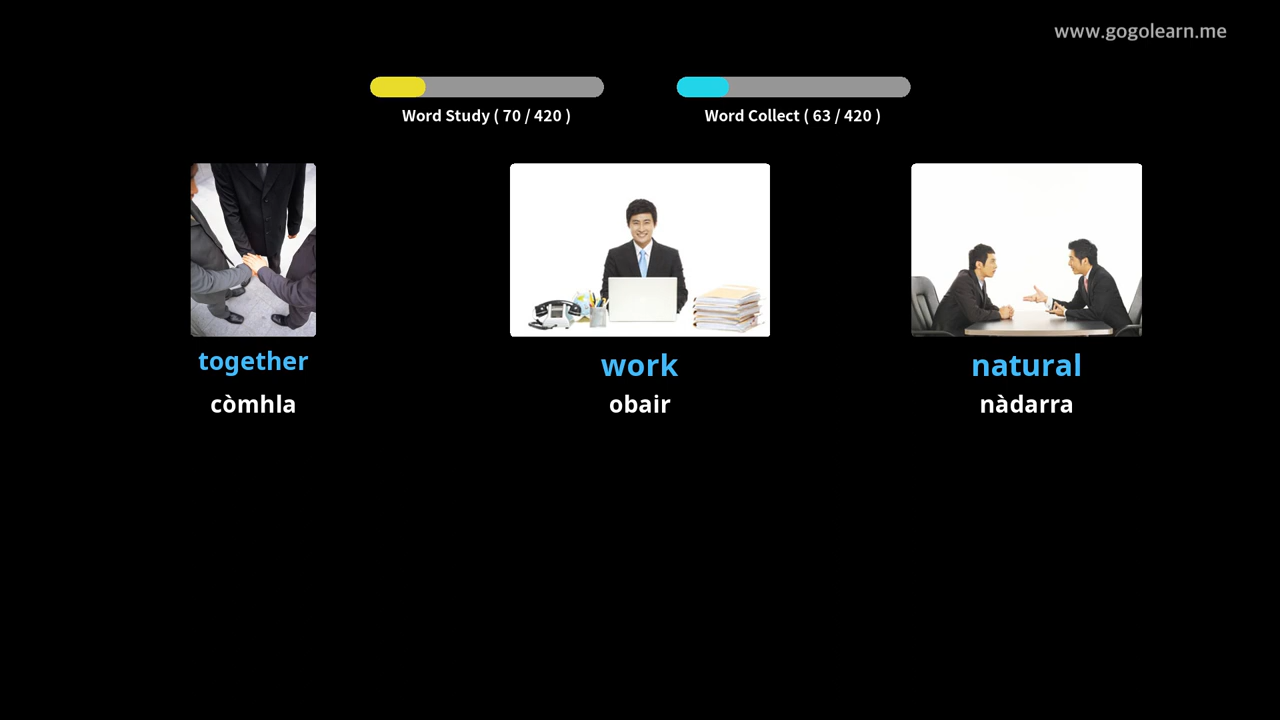 www.gogolearn.me
Word Study ( 70 / 420 )
Word Collect ( 63 / 420 )
together
còmhla
work
obair
natural
nàdarra